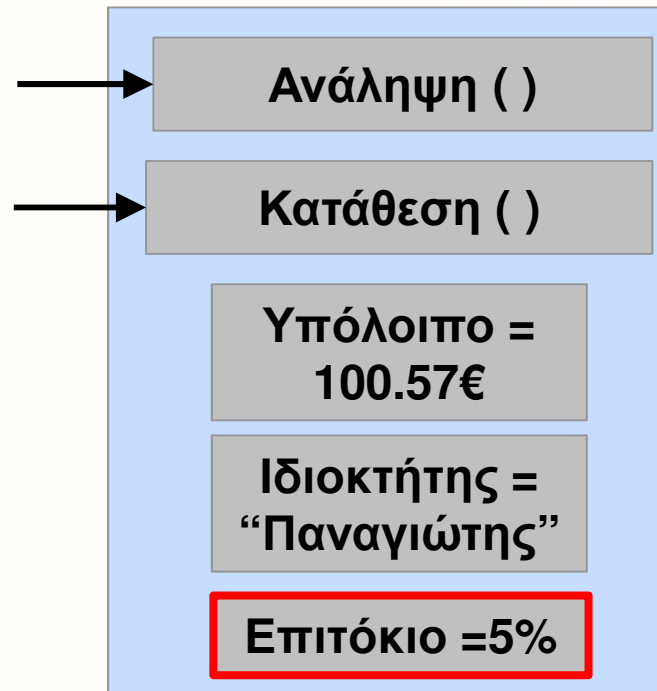 Ανάληψη ( )
Κατάθεση ( )
Υπόλοιπο =
100.57€
Ιδιοκτήτης =
“Παναγιώτης”
Επιτόκιο =5%